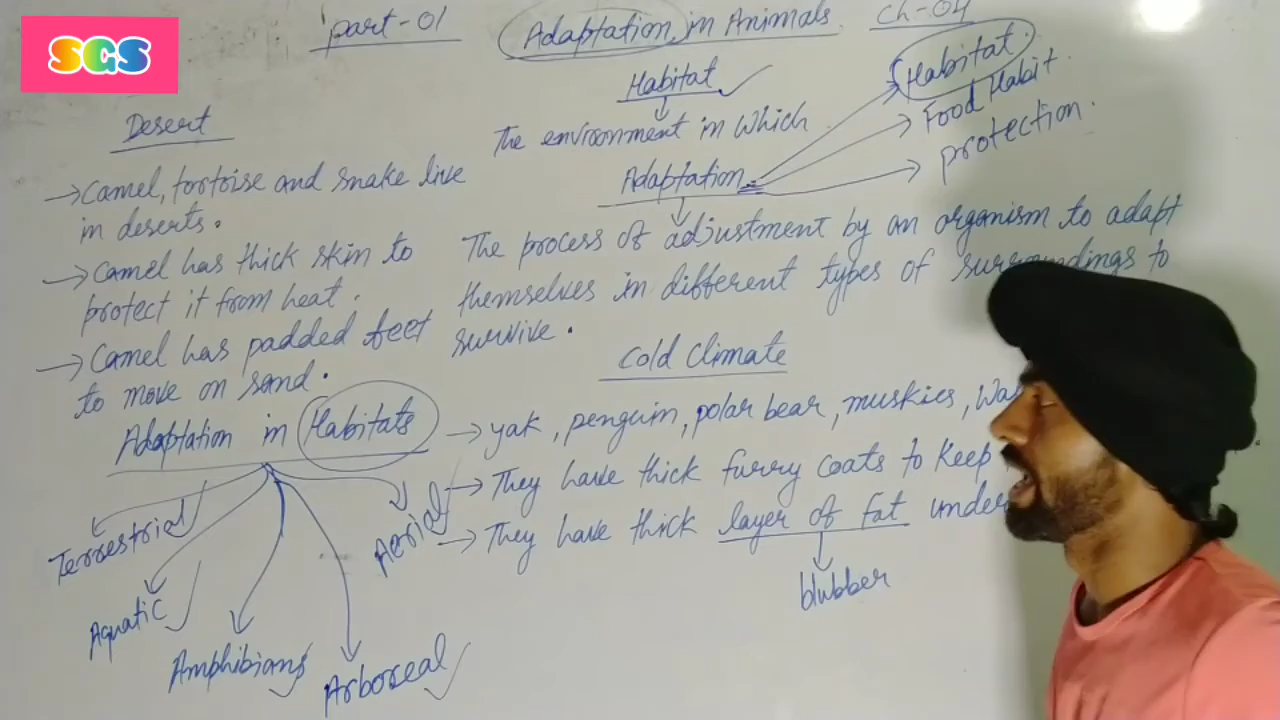 SGS
part-01
Adaptation in Animals
Ch-04
Habitat
The environment in which
Adaptation
Habitat.
Food Habit.
protection.
The process of adjustment by an organism to adapt
themselves in different types of surroundings to
survive.
Desert
→ Camel, tortoise and snake live
in deserts.
→ Camel has thick skin to
protect it from heat.
→ Camel has padded feet
to move on sand.
Adaptation in Habitats
Terrestrial
Aquatic
Amphibians
Arboreal
Aerial
Cold Climate
→ yak, penguin, polar bear, muskies,
→ They have thick furry coats to keep
→ They have thick layer of fat under
blubber